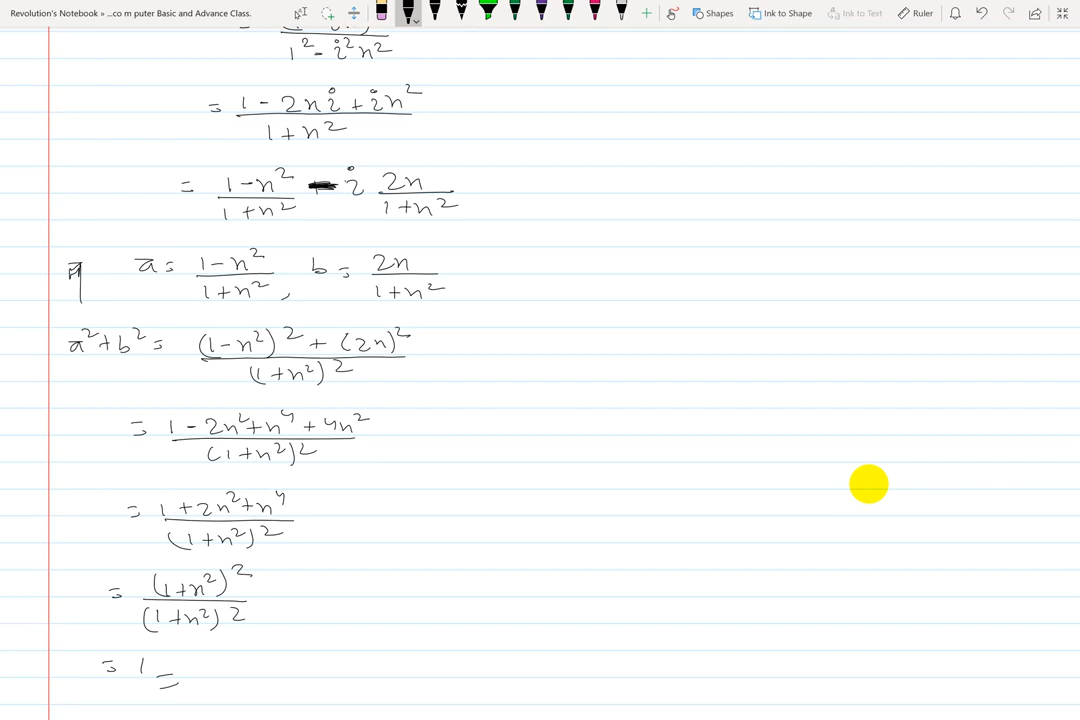 Revolution's Notebook » ...co m puter Basic and Advance Class.
Shapes Ink to Shape Ink to Text Ruler
1² - i²n²
= 1 - 2ni + in²
1+n²
= 1-n² - i 2n
1+n² 1+n²
a = 1-n² b = 2n
1+n², 1+n²
a²+b² = (1-n²)² + (2n)²
(1+n²)²
= 1 - 2n²+n⁴ + 4n²
(1+n²)²
= 1+2n²+n⁴
(1+n²)²
= (1+n²)²
(1+n²)²
= 1